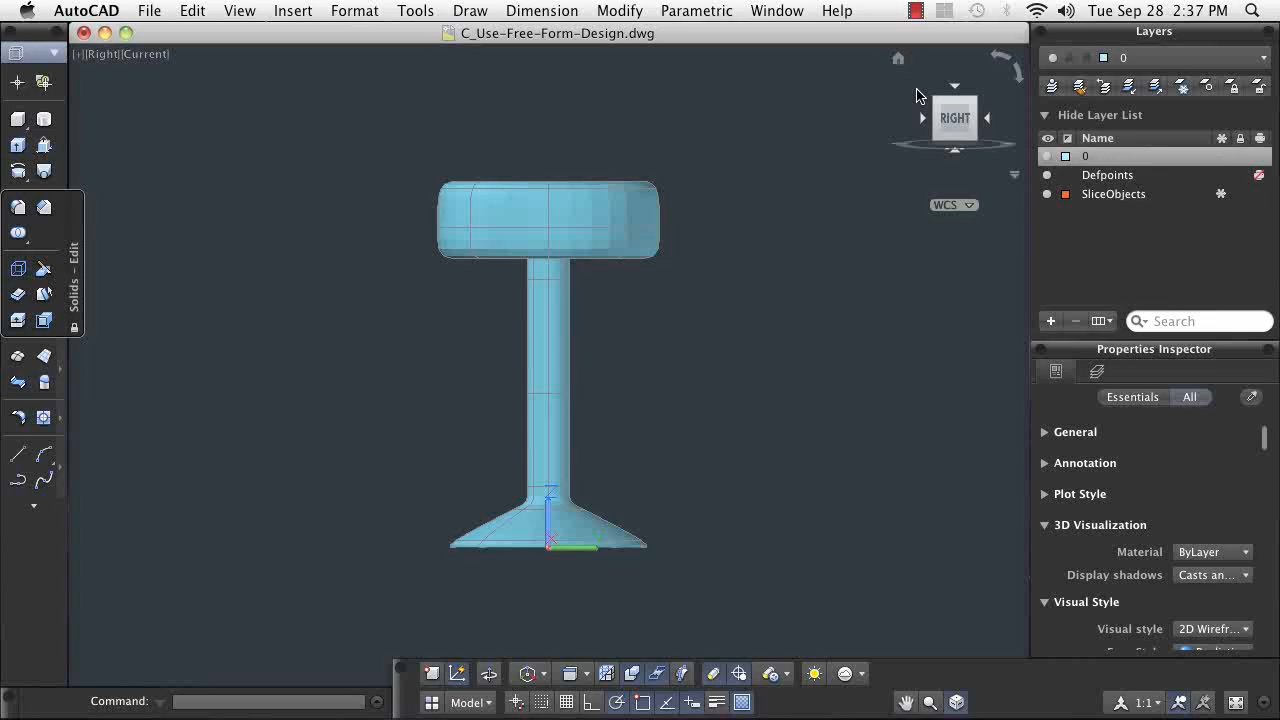 AutoCAD File Edit View Insert Format Tools Draw Dimension Modify Parametric Window Help Tue Sep 28 2:37 PM
C_Use-Free-Form-Design.dwg
Layers
[+][Right][Current]
0
RIGHT
Hide Layer List
Name
0
Defpoints
SliceObjects
WCS
Solids - Edit
Search
Properties Inspector
Essentials All
General
Annotation
Plot Style
3D Visualization
Material ByLayer
Display shadows Casts an...
Visual Style
Visual style 2D Wirefr...
Z
X
Command:
Model
1:1